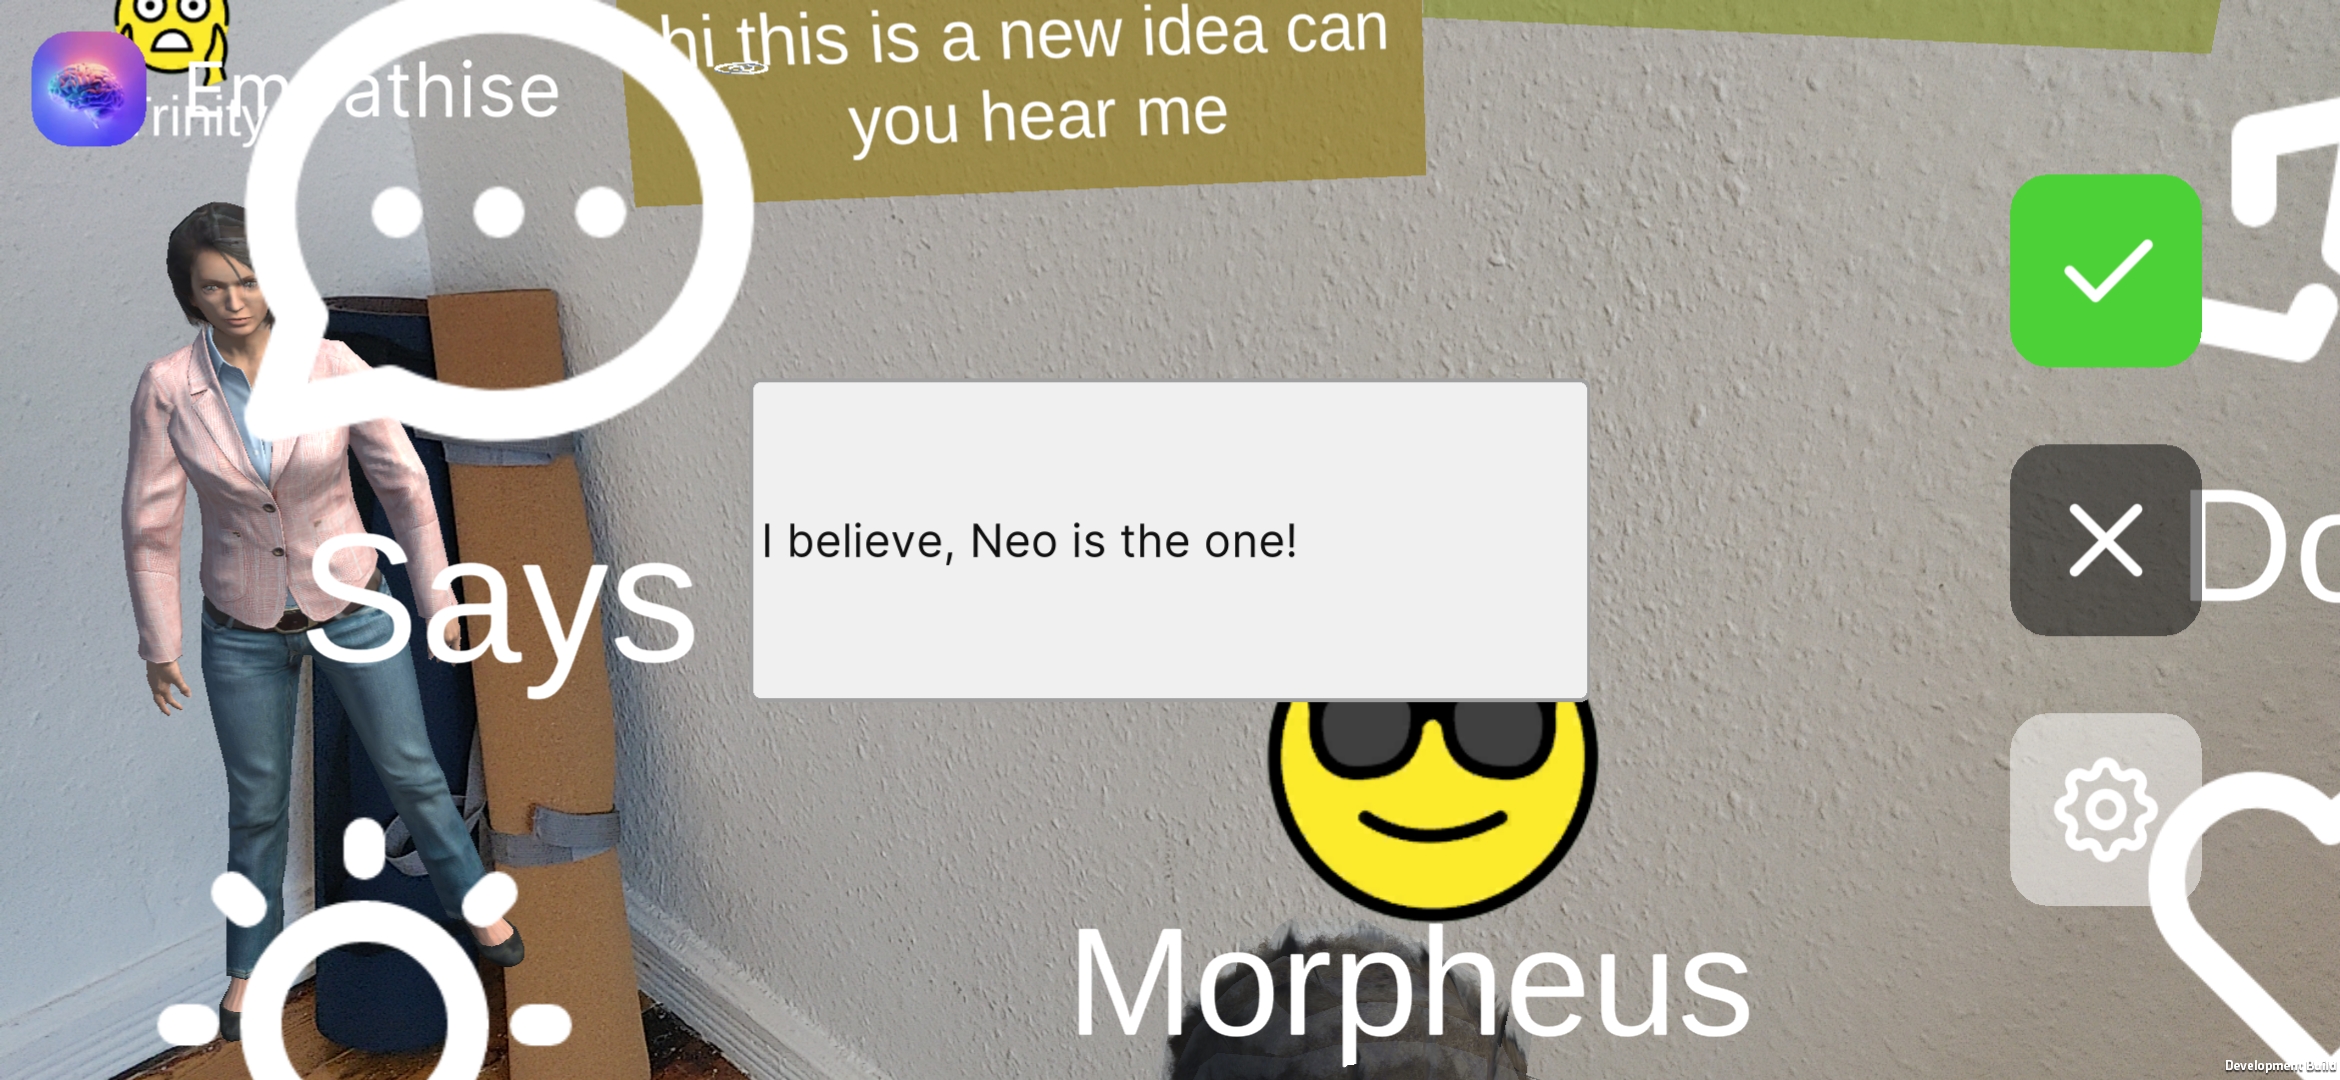 hi this is a new idea can
you hear me
Empathise
Trinity
I believe, Neo is the one!
Says
Do
Morpheus
Development Build